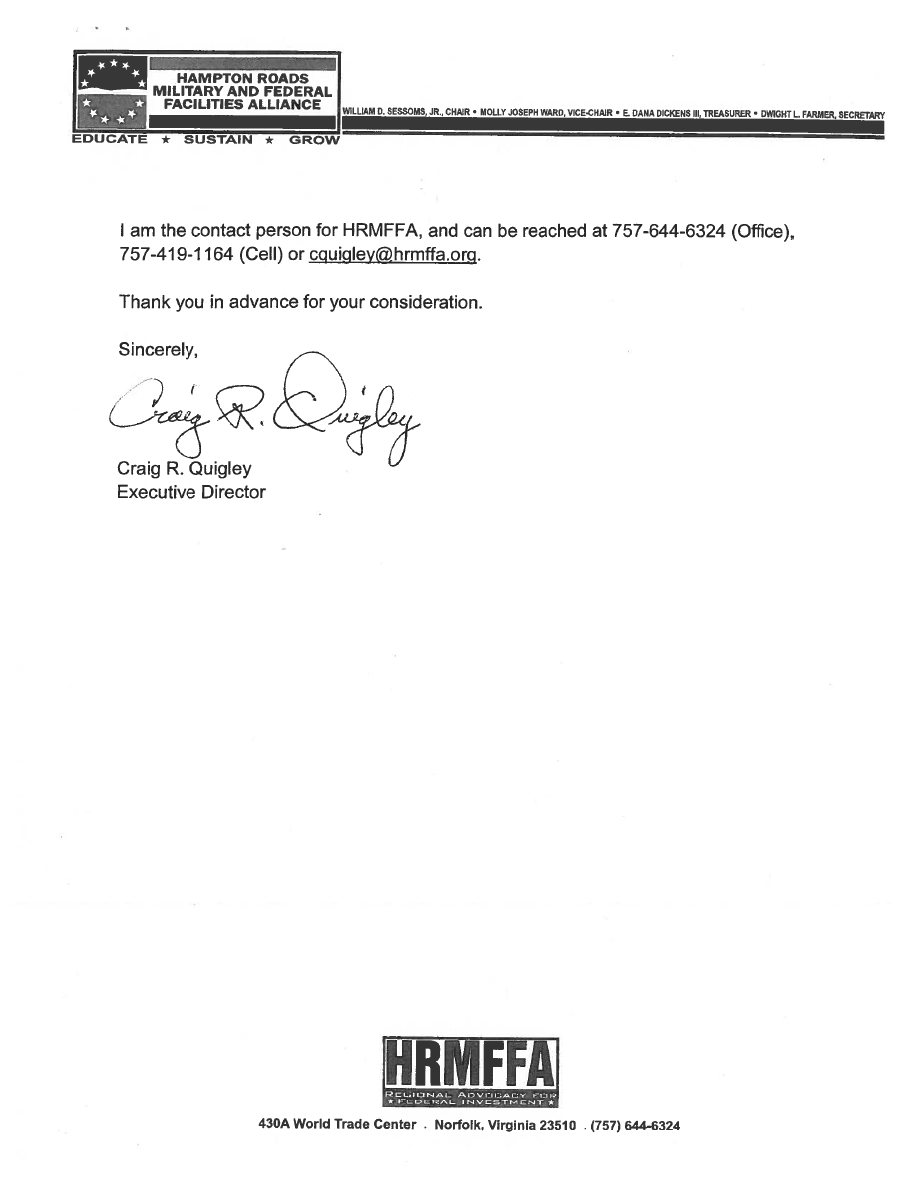 HAMPTON ROADS
MILITARY AND FEDERAL
FACILITIES ALLIANCE
WILLIAM D. SESSOMS, JR., CHAIR • MOLLY JOSEPH WARD, VICE-CHAIR • E. DANA DICKENS III, TREASURER • DWIGHT L. FARMER, SECRETARY
EDUCATE ★ SUSTAIN ★ GROW
I am the contact person for HRMFFA, and can be reached at 757-644-6324 (Office),
757-419-1164 (Cell) or cquigley@hrmffa.org.
Thank you in advance for your consideration.
Sincerely,
Craig R. Quigley
Craig R. Quigley
Executive Director
HRMFFA
REGIONAL ADVOCACY FOR
★ FEDERAL INVESTMENT ★
430A World Trade Center . Norfolk, Virginia 23510 . (757) 644-6324